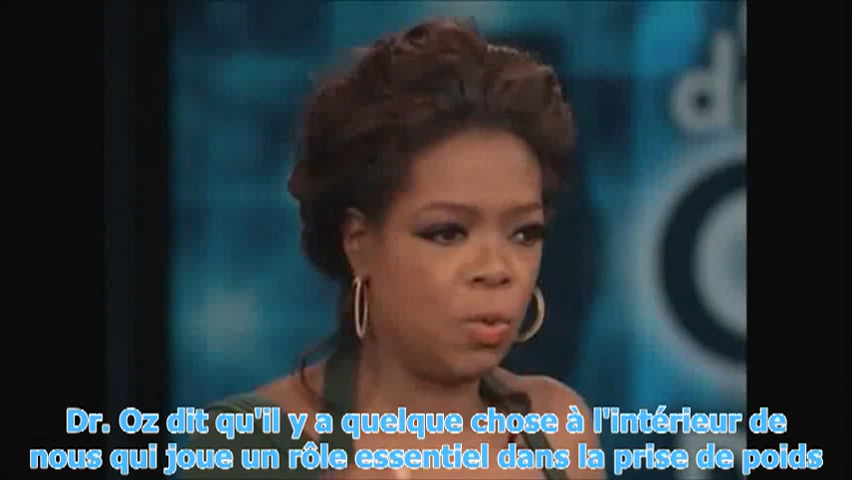 d
O
Dr. Oz dit qu'il y a quelque chose à l'intérieur de
nous qui joue un rôle essentiel dans la prise de poids